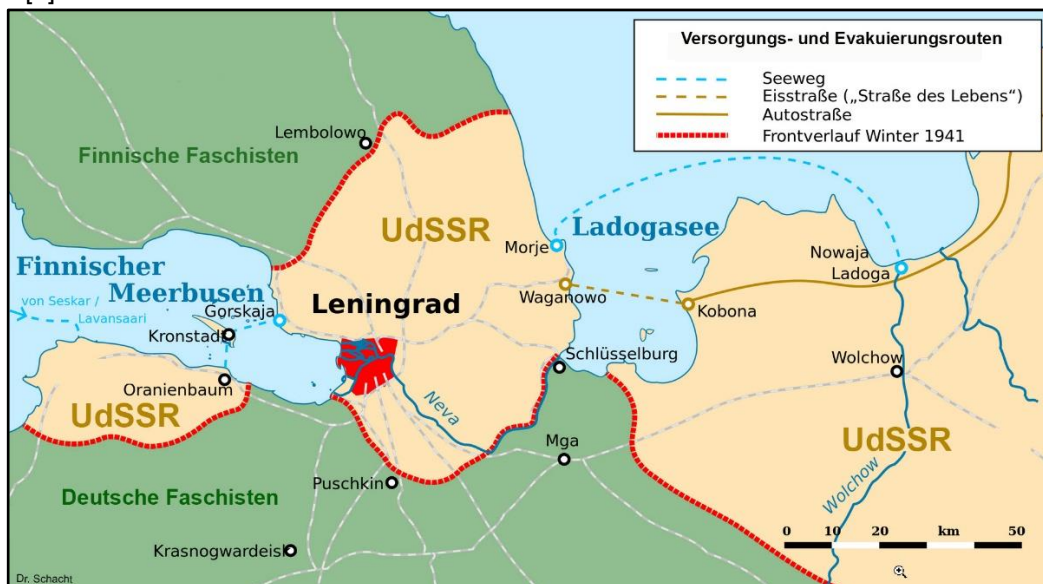 Versorgungs- und Evakuierungsrouten
Seeweg
Eisstraße („Straße des Lebens“)
Autostraße
Frontverlauf Winter 1941
Lembolowo
Finnische Faschisten
UdSSR
Ladogasee
Morje
Nowaja
Ladoga
Finnischer
Meerbusen
von Seskar /
Lavansaari
Gorskaja
Leningrad
Waganowo
Kobona
Kronstadt
Schlüsselburg
Wolchow
Oranienbaum
UdSSR
Neva
Mga
UdSSR
Puschkin
Deutsche Faschisten
Wolchow
Krasnogwardeisk
0 10 20 km 50
Dr. Schacht